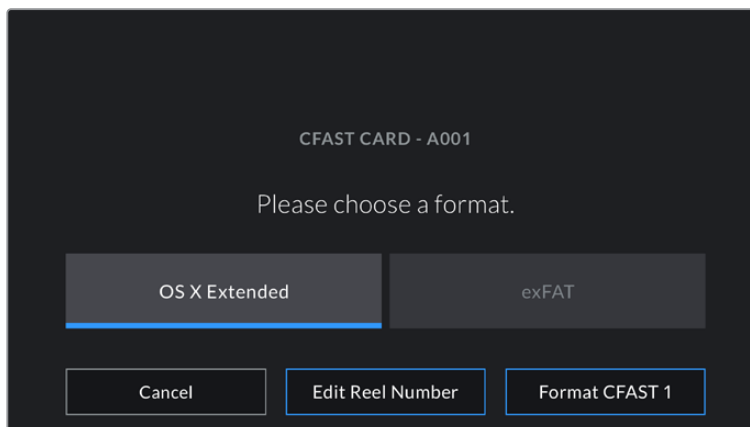 CFAST CARD - A001
Please choose a format.
OS X Extended exFAT
Cancel Edit Reel Number Format CFAST 1